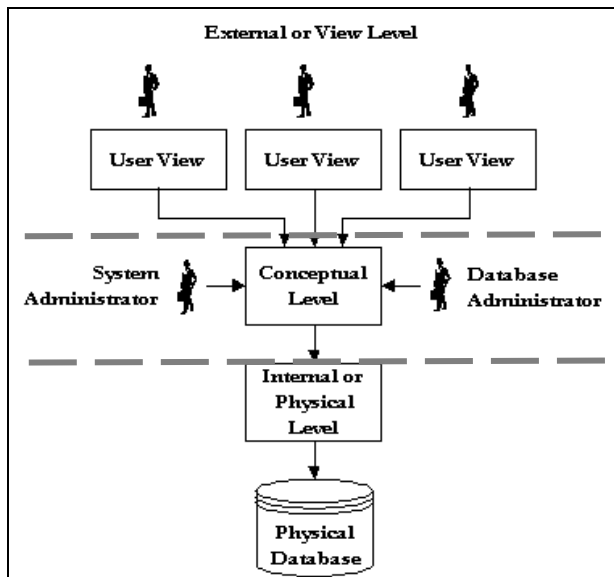 External or View Level
User View
User View
User View
System
Administrator
Conceptual
Level
Database
Administrator
Internal or
Physical
Level
Physical
Database